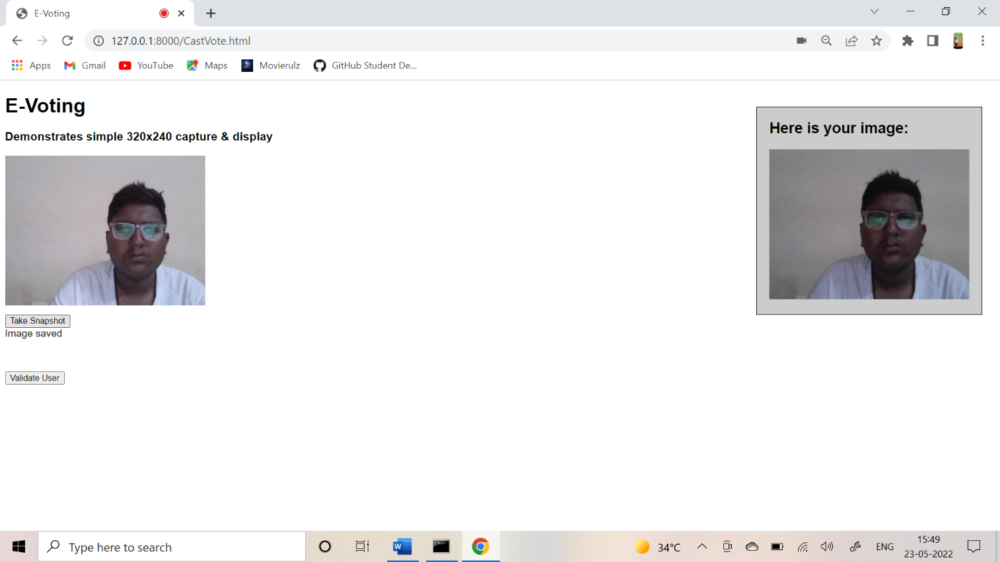 E-Voting
127.0.0.1:8000/CastVote.html
Apps Gmail YouTube Maps Movierulz GitHub Student De...
E-Voting
Demonstrates simple 320x240 capture & display
Take Snapshot
Image saved
Validate User
Here is your image:
Type here to search
34°C
ENG
15:49
23-05-2022